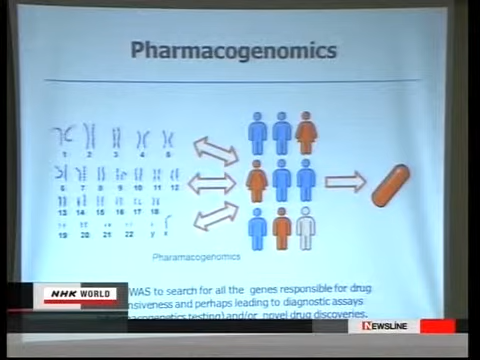 Pharmacogenomics
1 2 3 4 5
6 7 8 9 10 11 12
13 14 15 16 17 18
19 20 21 22 y x
Pharamacogenomics
WAS to search for all the genes responsible for drug
nsiveness and perhaps leading to diagnostic assays
macogenetics testing) and/or novel drug discoveries.
NHK WORLD
NEWSLINE